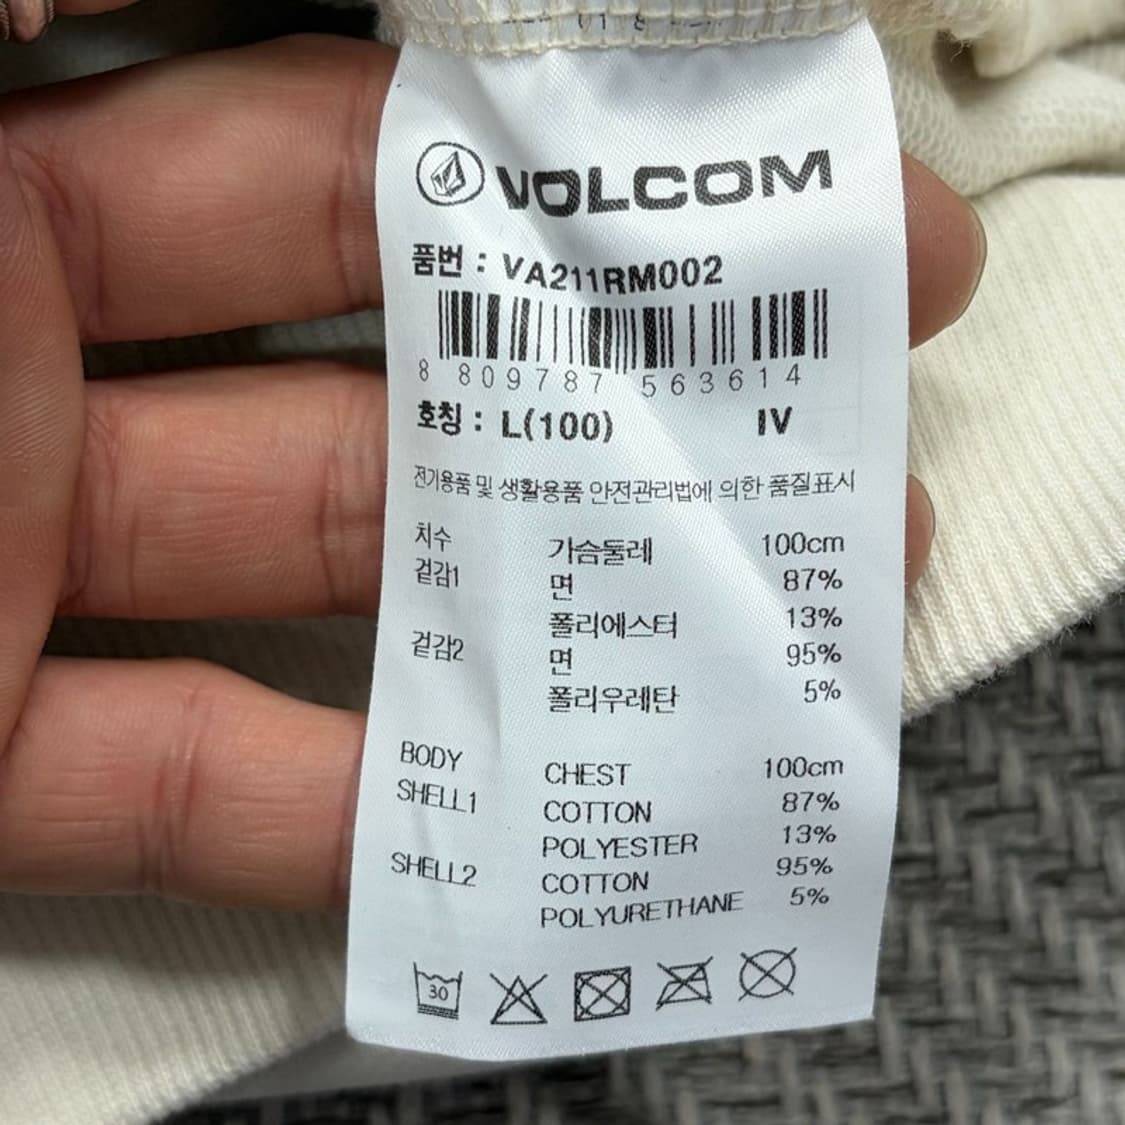 VOLCOM
품번 : VA211RM002
8 809787 563614
호칭 : L(100) IV
전기용품 및 생활용품 안전관리법에 의한 품질표시
치수 가슴둘레 100cm
겉감1 면 87%
폴리에스터 13%
겉감2 면 95%
폴리우레탄 5%
BODY CHEST 100cm
SHELL1 COTTON 87%
POLYESTER 13%
SHELL2 COTTON 95%
POLYURETHANE 5%
30